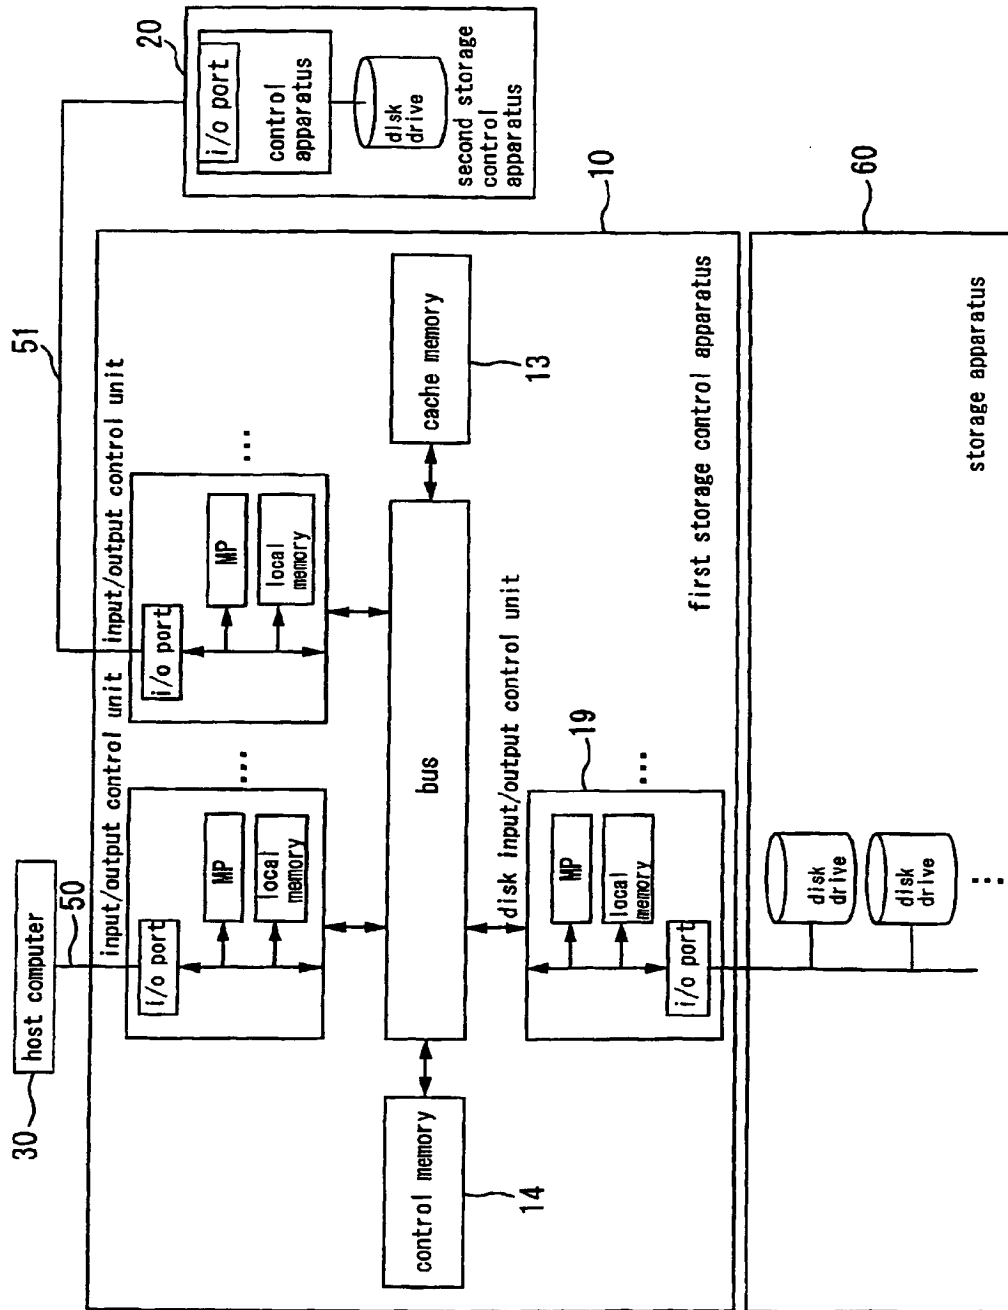 30
host computer
50
input/output control unit
i/o port
MP
local
memory
...
input/output control unit
i/o port
MP
local
memory
...
51
20
i/o port
control
apparatus
disk
drive
second storage
control
apparatus
control memory
14
bus
cache memory
13
disk input/output control unit
19
MP
local
memory
i/o port
...
first storage control apparatus
10
disk
drive
disk
drive
...
storage apparatus
60